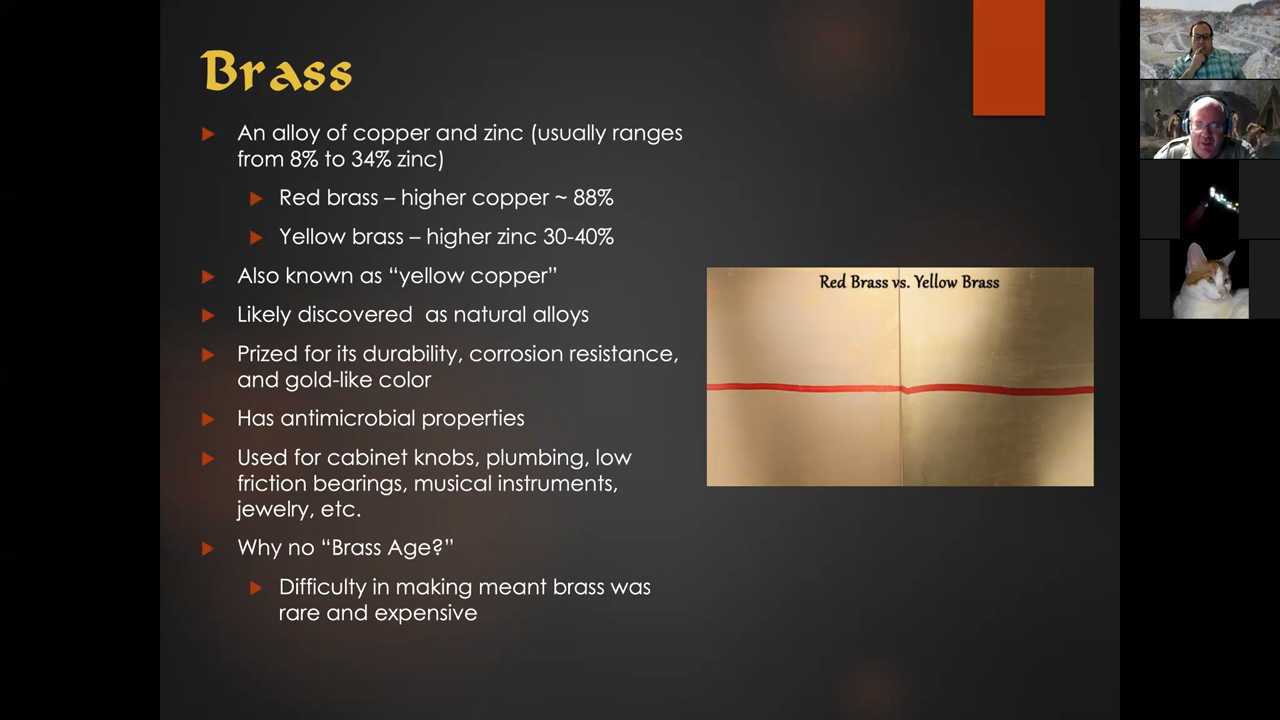 Brass
An alloy of copper and zinc (usually ranges
from 8% to 34% zinc)
Red brass – higher copper ~ 88%
Yellow brass – higher zinc 30-40%
Also known as “yellow copper”
Likely discovered  as natural alloys
Prized for its durability, corrosion resistance,
and gold-like color
Has antimicrobial properties
Used for cabinet knobs, plumbing, low
friction bearings, musical instruments,
jewelry, etc.
Why no “Brass Age?”
Difficulty in making meant brass was
rare and expensive
Red Brass vs. Yellow Brass